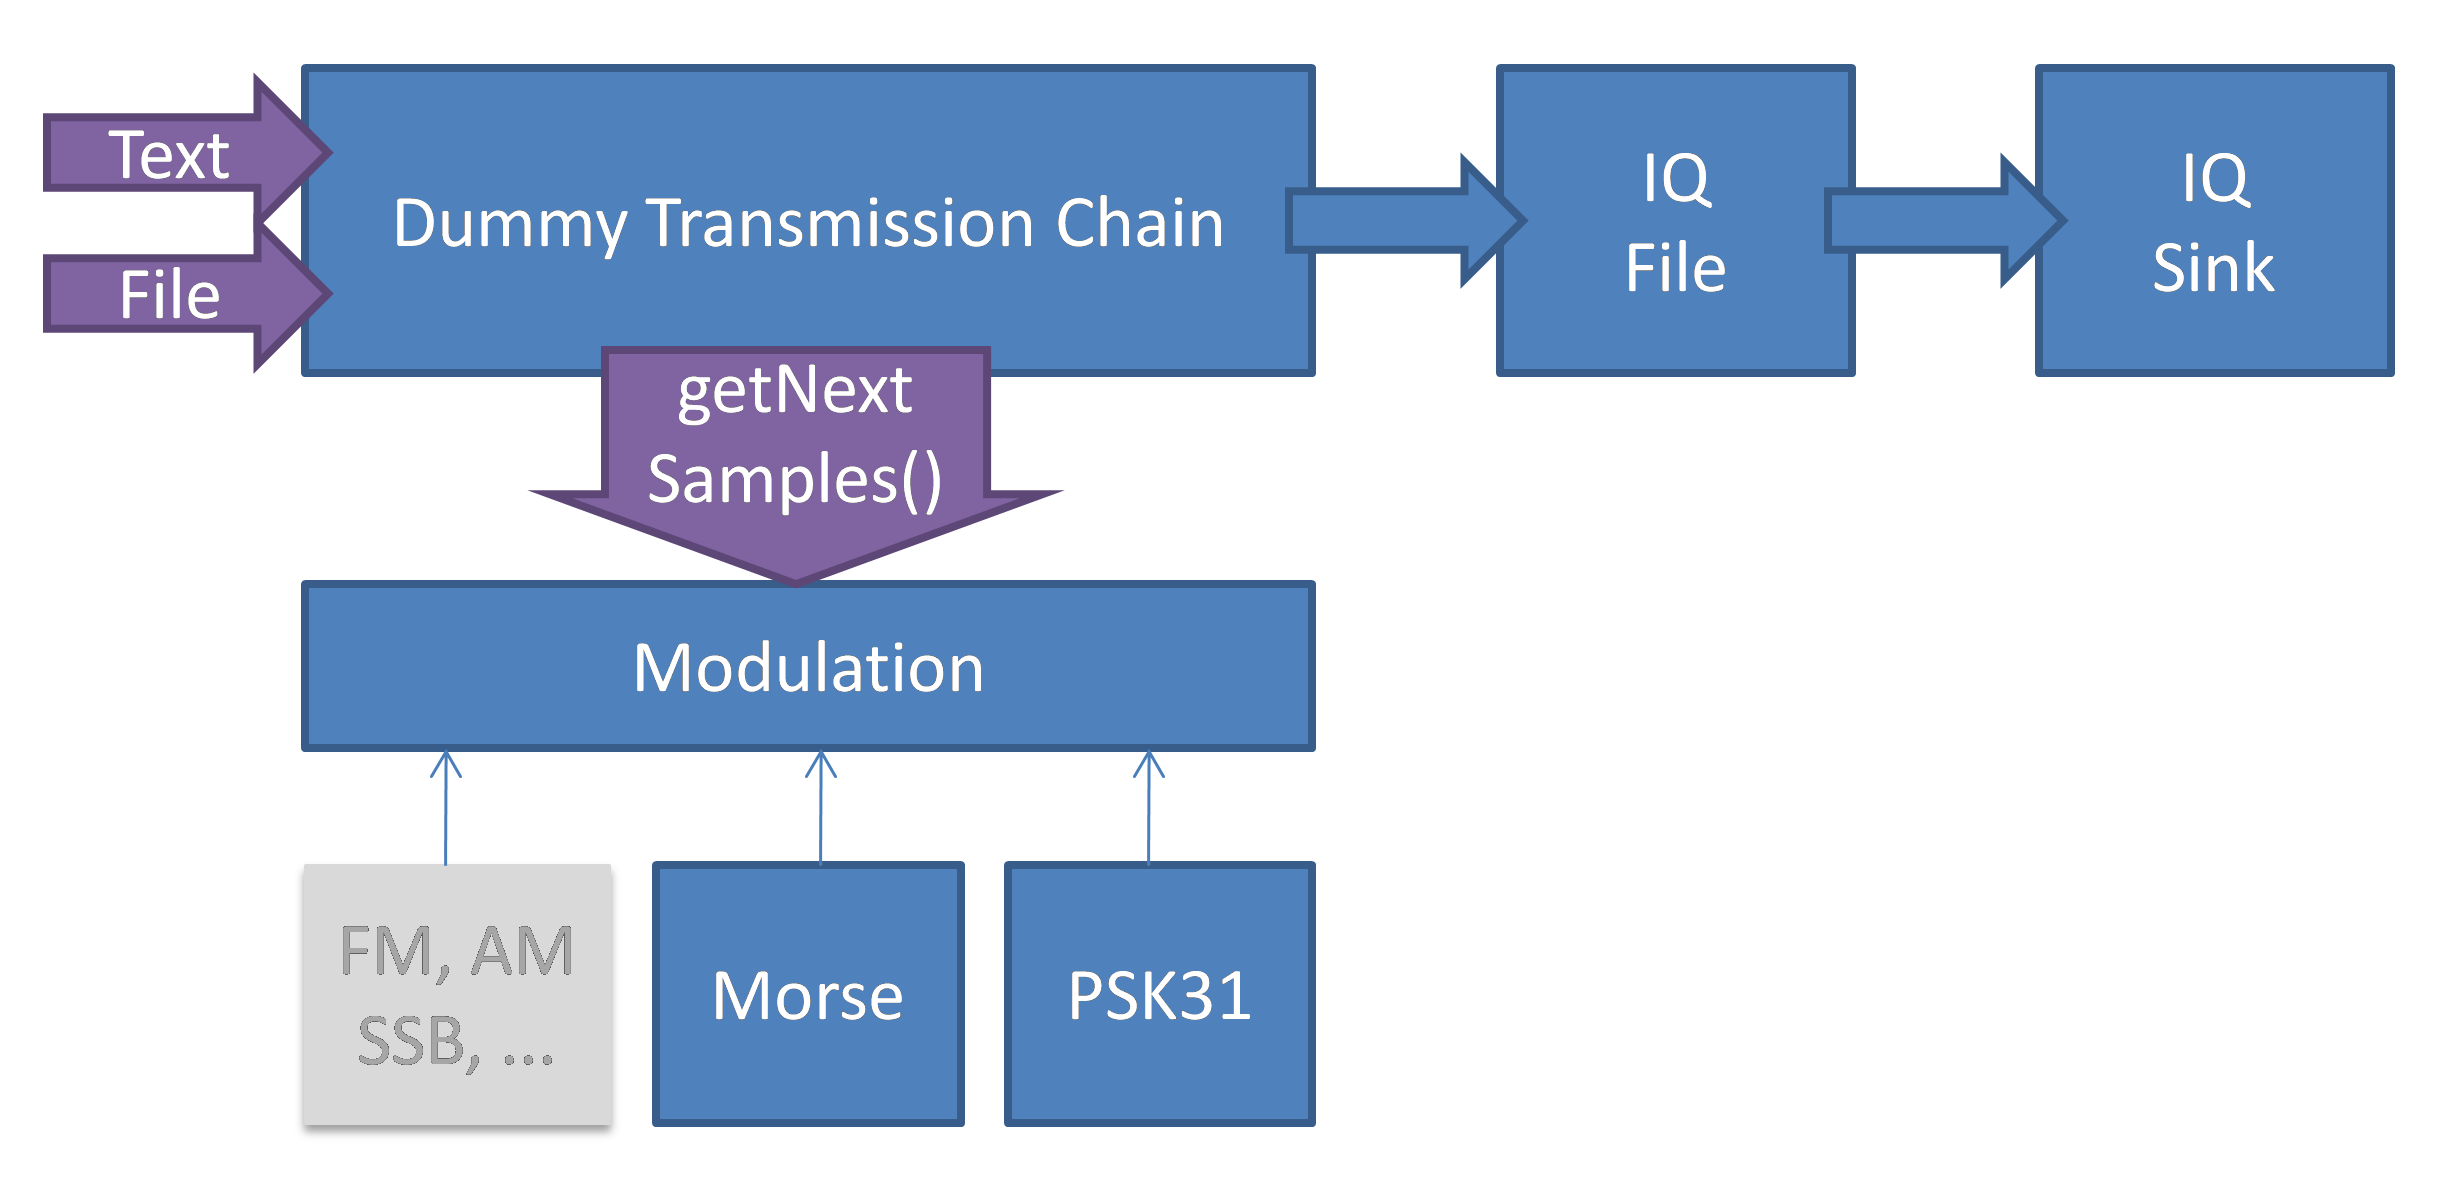 Text
File
Dummy Transmission Chain
IQ
File
IQ
Sink
getNext
Samples()
Modulation
FM, AM
SSB, ...
Morse
PSK31